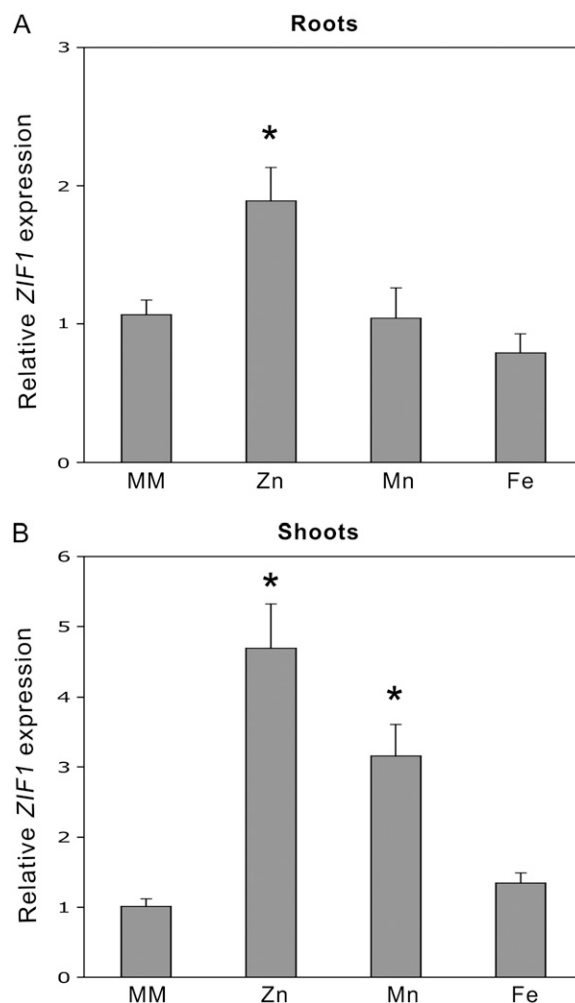 A
Roots
Relative ZIF1 expression
3
2
1
0
*
MM Zn Mn Fe
B
Shoots
Relative ZIF1 expression
6
5
4
3
2
1
0
*
*
MM Zn Mn Fe